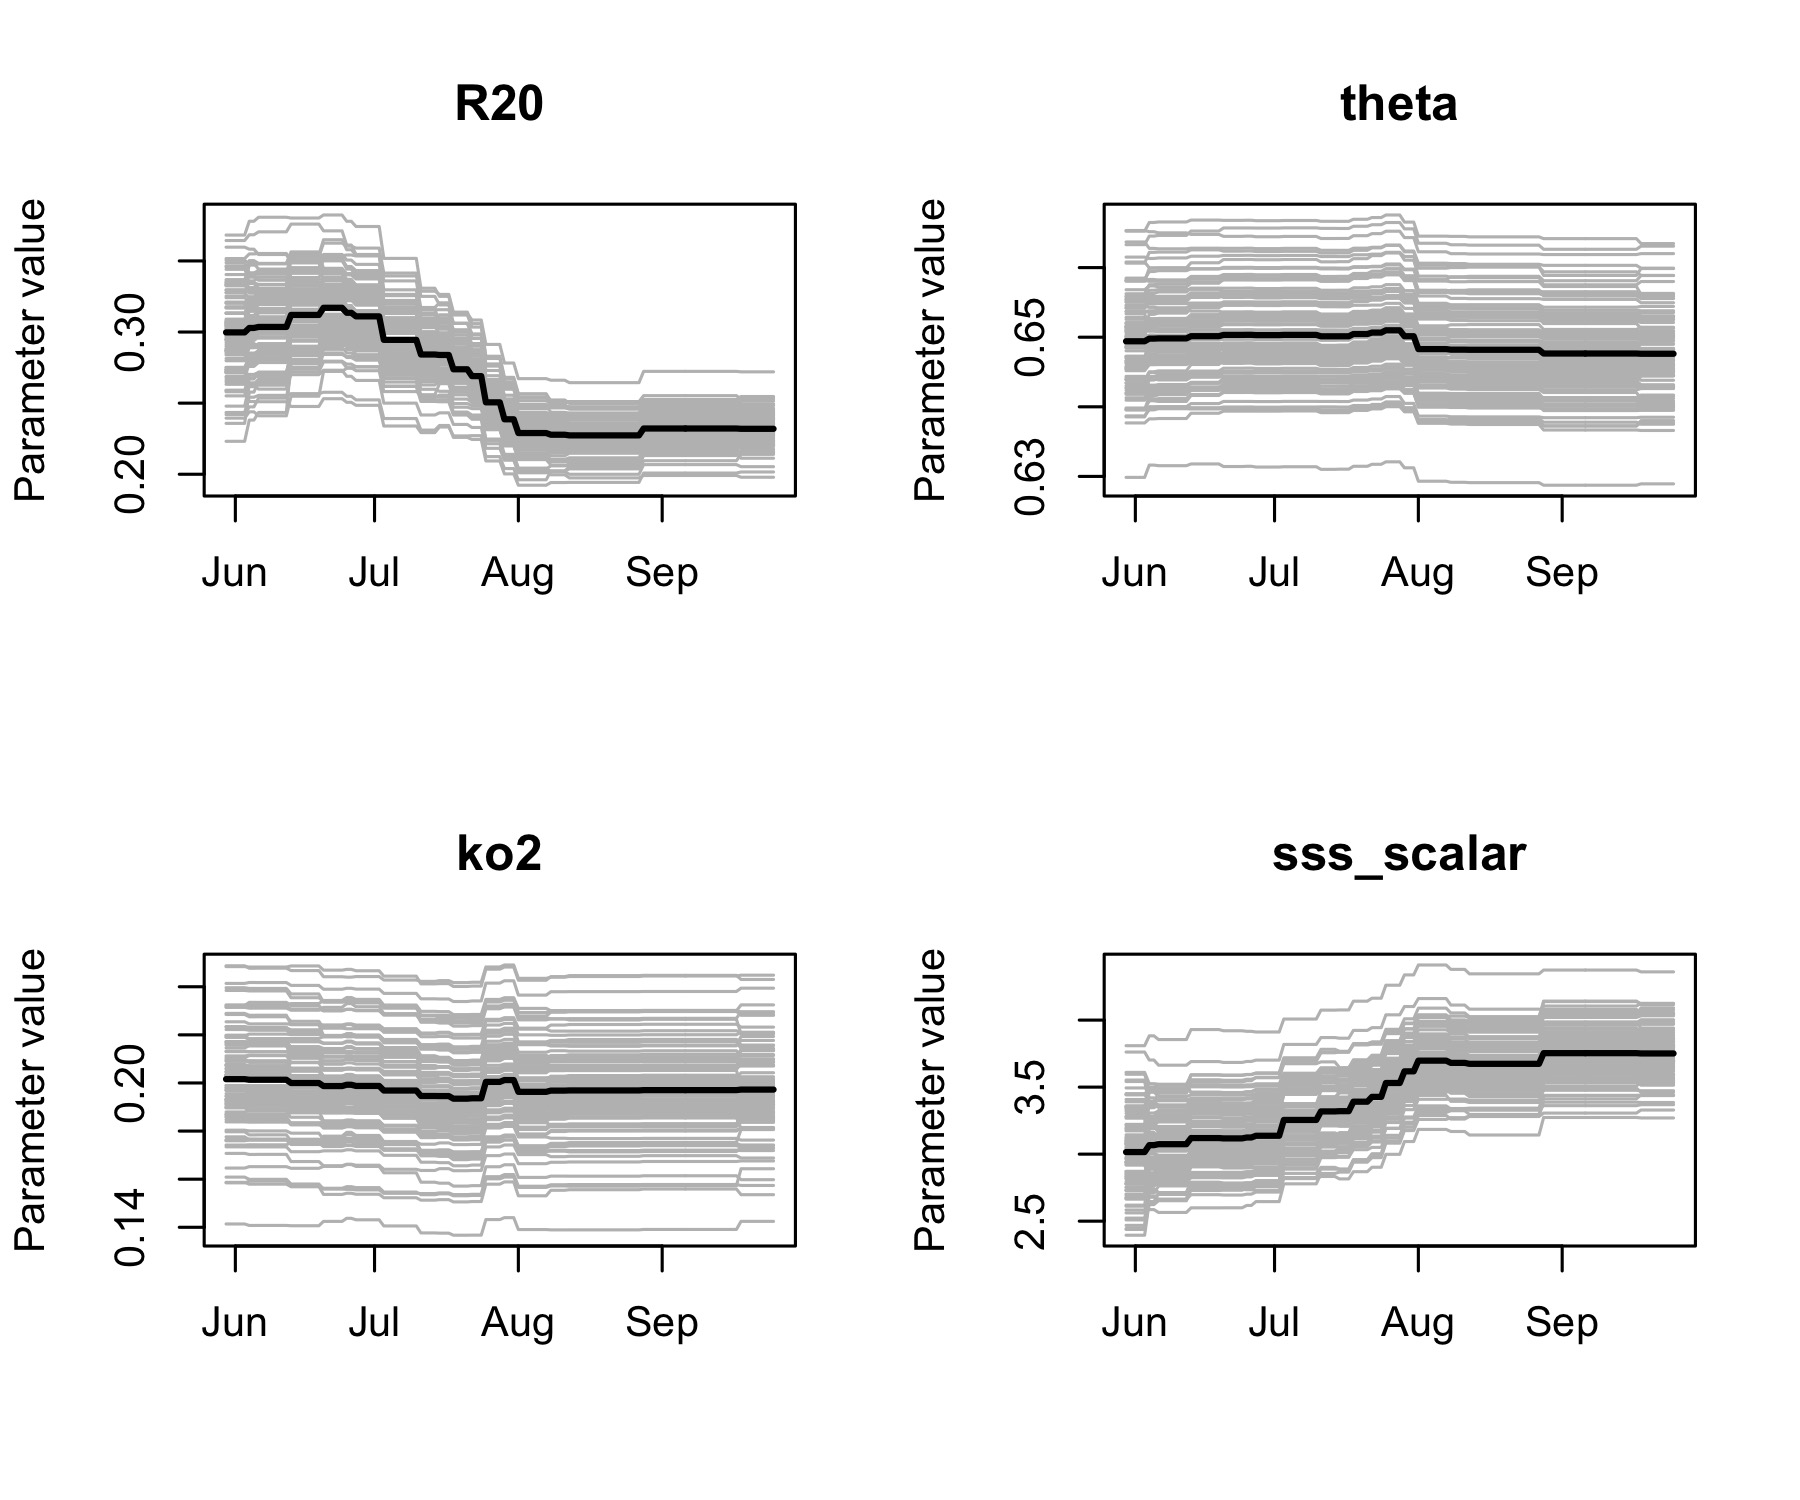 R20
Parameter value
0.30
0.20
Jun Jul Aug Sep
theta
Parameter value
0.65
0.63
Jun Jul Aug Sep
ko2
Parameter value
0.20
0.14
Jun Jul Aug Sep
sss_scalar
Parameter value
3.5
2.5
Jun Jul Aug Sep